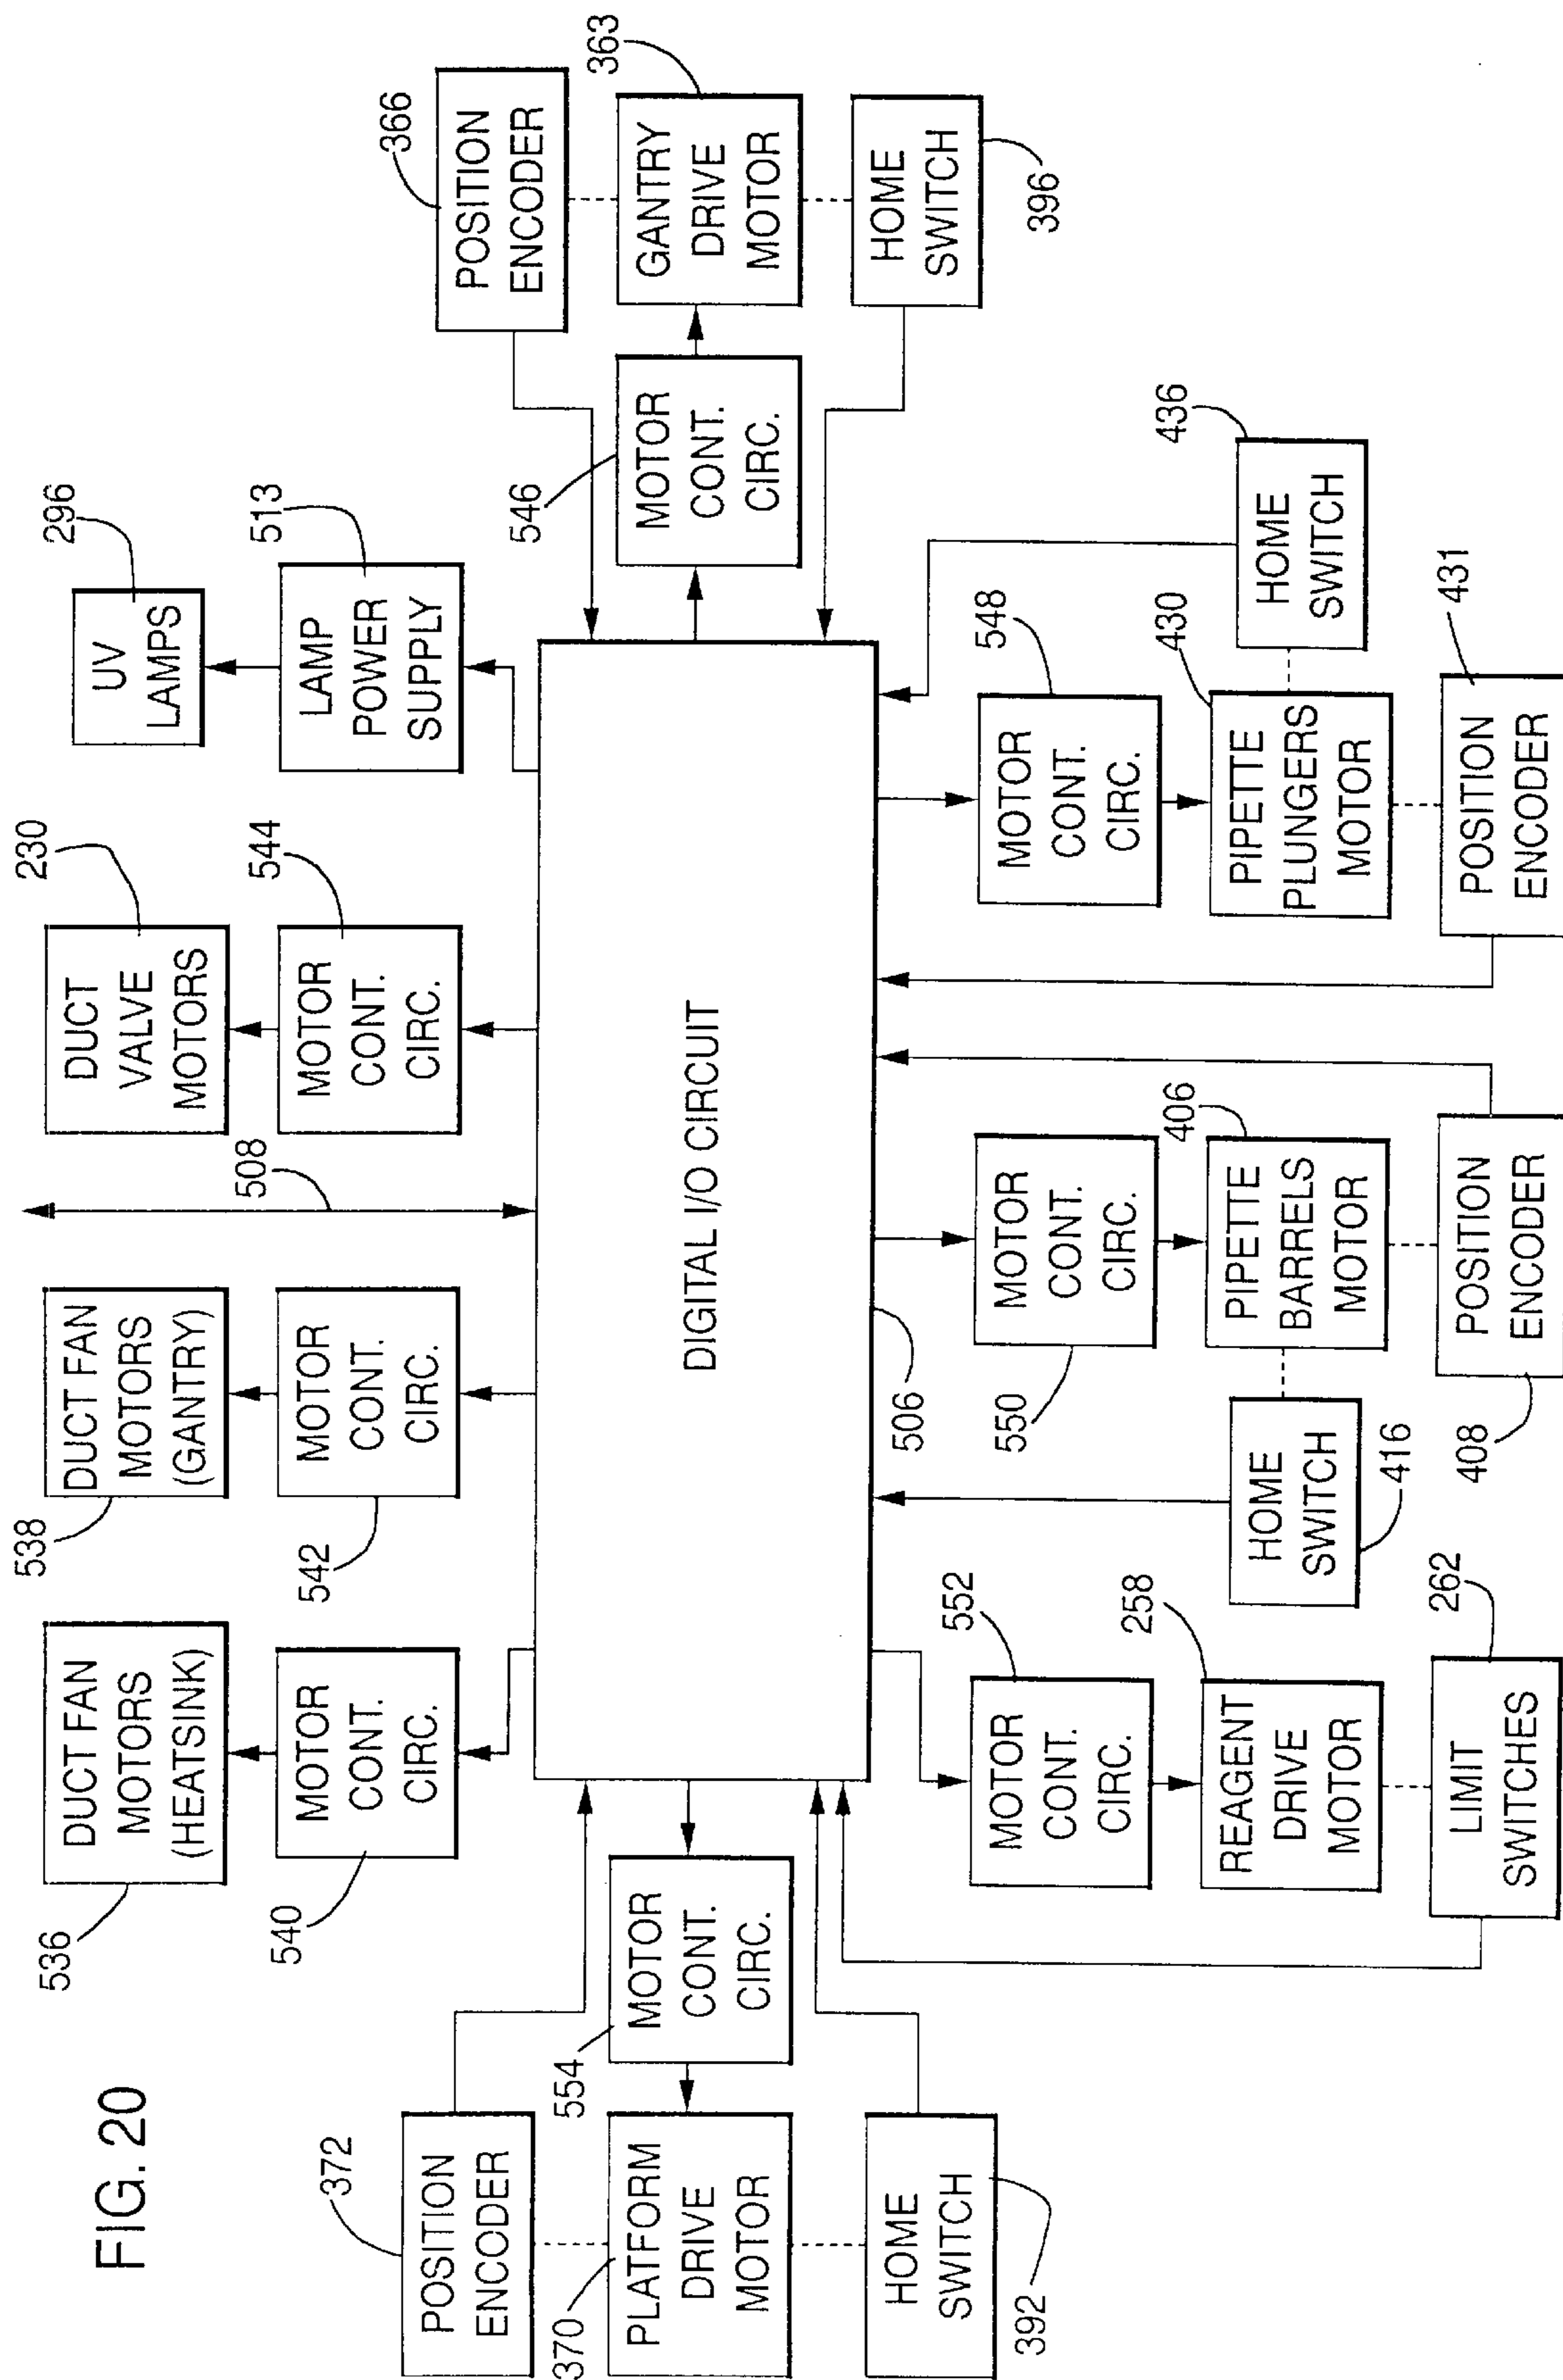 FIG. 20
536
DUCT FAN
MOTORS
(HEATSINK)
538
DUCT FAN
MOTORS
(GANTRY)
508
DUCT
VALVE
MOTORS
230
UV
LAMPS
296
540
MOTOR
CONT.
CIRC.
542
MOTOR
CONT.
CIRC.
MOTOR
CONT.
CIRC.
544
LAMP
POWER
SUPPLY
513
372
POSITION
ENCODER
POSITION
ENCODER
366
554
MOTOR
CONT.
CIRC.
370
PLATFORM
DRIVE
MOTOR
DIGITAL I/O CIRCUIT
546
MOTOR
CONT.
CIRC.
GANTRY
DRIVE
MOTOR
363
HOME
SWITCH
392
HOME
SWITCH
396
506
MOTOR
CONT.
CIRC.
552
MOTOR
CONT.
CIRC.
550
MOTOR
CONT.
CIRC.
548
REAGENT
DRIVE
MOTOR
258
HOME
SWITCH
416
PIPETTE
BARRELS
MOTOR
406
PIPETTE
PLUNGERS
MOTOR
430
HOME
SWITCH
436
LIMIT
SWITCHES
262
POSITION
ENCODER
408
POSITION
ENCODER
431